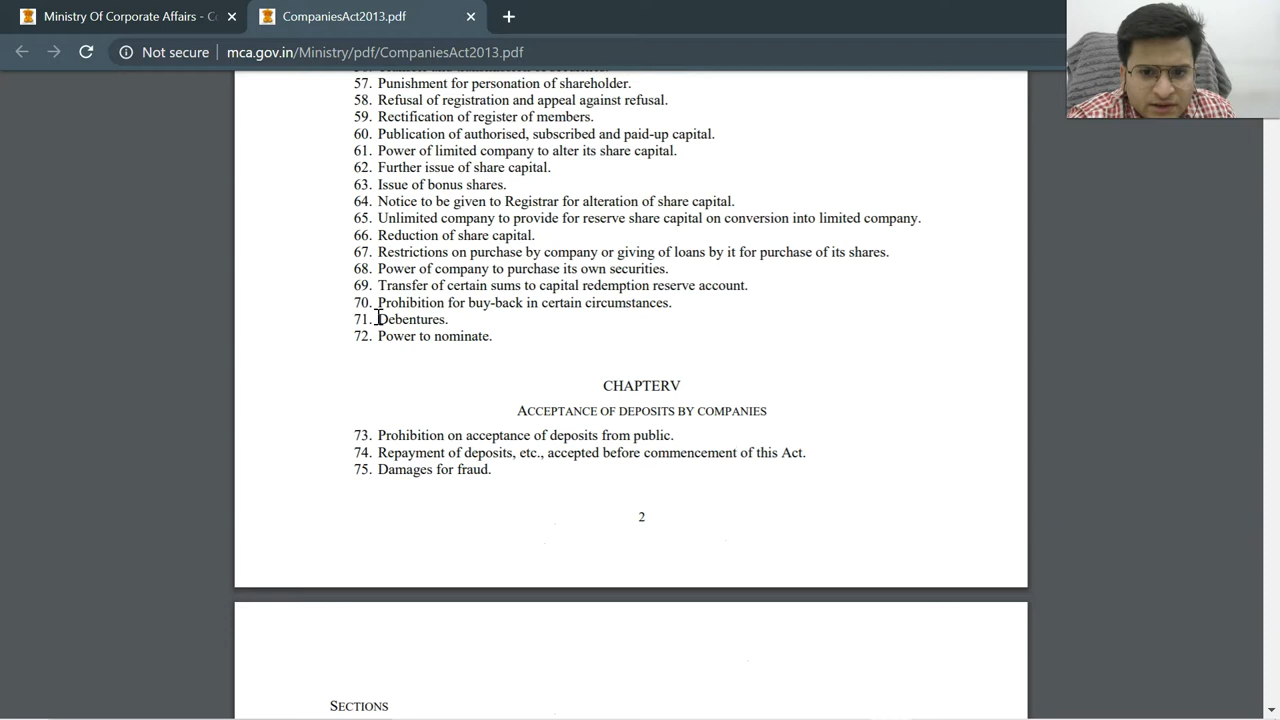 Ministry Of Corporate Affairs - Co
CompaniesAct2013.pdf
Not secure
mca.gov.in/Ministry/pdf/CompaniesAct2013.pdf
57. Punishment for personation of shareholder.
58. Refusal of registration and appeal against refusal.
59. Rectification of register of members.
60. Publication of authorised, subscribed and paid-up capital.
61. Power of limited company to alter its share capital.
62. Further issue of share capital.
63. Issue of bonus shares.
64. Notice to be given to Registrar for alteration of share capital.
65. Unlimited company to provide for reserve share capital on conversion into limited company.
66. Reduction of share capital.
67. Restrictions on purchase by company or giving of loans by it for purchase of its shares.
68. Power of company to purchase its own securities.
69. Transfer of certain sums to capital redemption reserve account.
70. Prohibition for buy-back in certain circumstances.
71. Debentures.
72. Power to nominate.
CHAPTERV
ACCEPTANCE OF DEPOSITS BY COMPANIES
73. Prohibition on acceptance of deposits from public.
74. Repayment of deposits, etc., accepted before commencement of this Act.
75. Damages for fraud.
2
SECTIONS